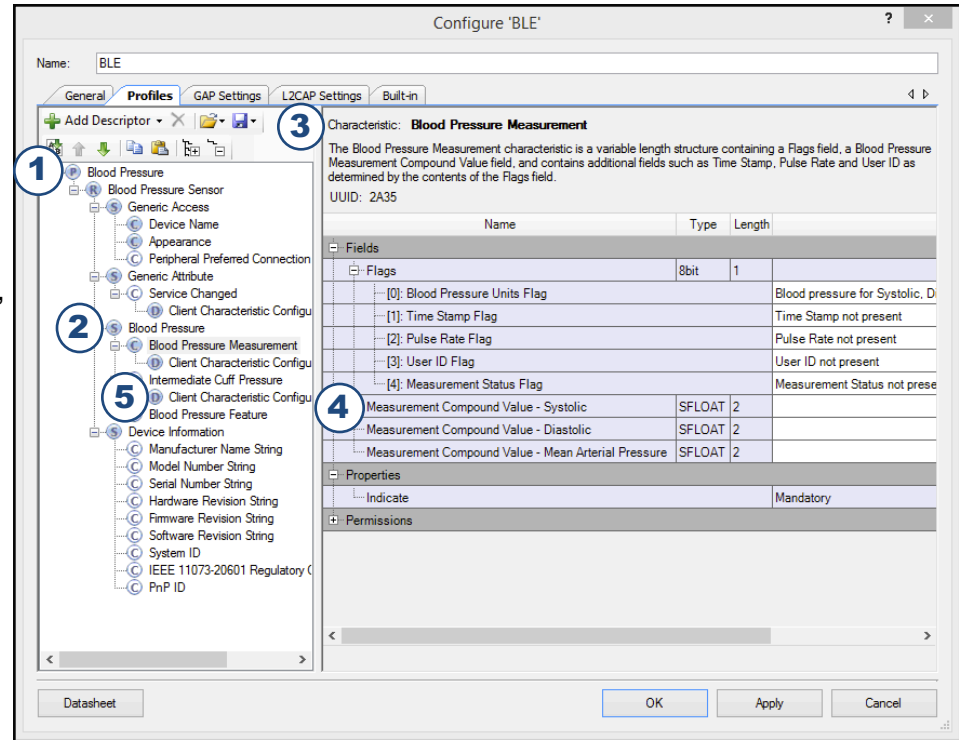 Configure 'BLE'
? ×
Name: BLE
General Profiles GAP Settings L2CAP Settings Built-in
Add Descriptor
3
Characteristic: Blood Pressure Measurement
The Blood Pressure Measurement characteristic is a variable length structure containing a Flags field, a Blood Pressure
Measurement Compound Value field, and contains additional fields such as Time Stamp, Pulse Rate and User ID as
determined by the contents of the Flags field.
UUID: 2A35
1
P Blood Pressure
R Blood Pressure Sensor
S Generic Access
C Device Name
C Appearance
C Peripheral Preferred Connection
S Generic Attribute
C Service Changed
D Client Characteristic Configu
,
2
S Blood Pressure
C Blood Pressure Measurement
D Client Characteristic Configu
Intermediate Cuff Pressure
5
D Client Characteristic Configu
Blood Pressure Feature
S Device Information
C Manufacturer Name String
C Model Number String
C Serial Number String
C Hardware Revision String
C Firmware Revision String
C Software Revision String
C System ID
C IEEE 11073-20601 Regulatory (
C PnP ID
Name Type Length
Fields
Flags 8bit 1
[0]: Blood Pressure Units Flag Blood pressure for Systolic, D
[1]: Time Stamp Flag Time Stamp not present
[2]: Pulse Rate Flag Pulse Rate not present
[3]: User ID Flag User ID not present
[4]: Measurement Status Flag Measurement Status not prese
4
Measurement Compound Value - Systolic SFLOAT 2
Measurement Compound Value - Diastolic SFLOAT 2
Measurement Compound Value - Mean Arterial Pressure SFLOAT 2
Properties
Indicate Mandatory
Permissions
Datasheet OK Apply Cancel